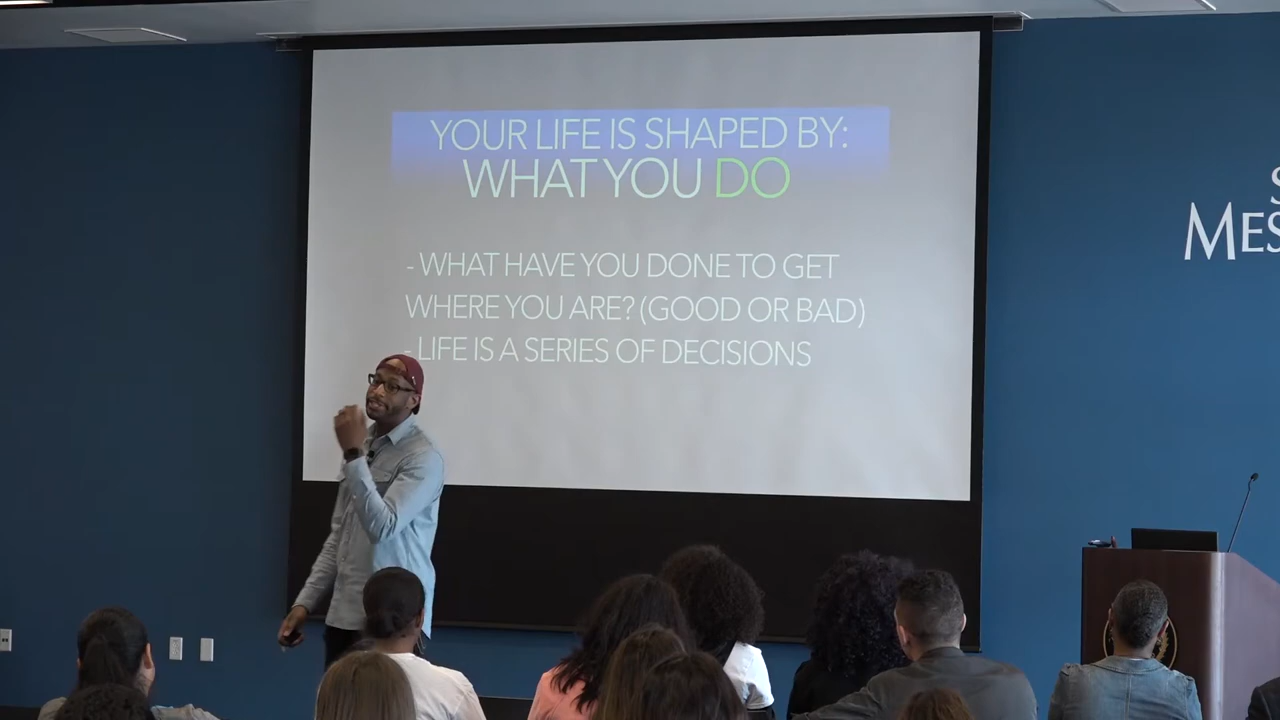 YOUR LIFE IS SHAPED BY:
WHAT YOU DO
- WHAT HAVE YOU DONE TO GET
WHERE YOU ARE? (GOOD OR BAD)
- LIFE IS A SERIES OF DECISIONS
S
MES